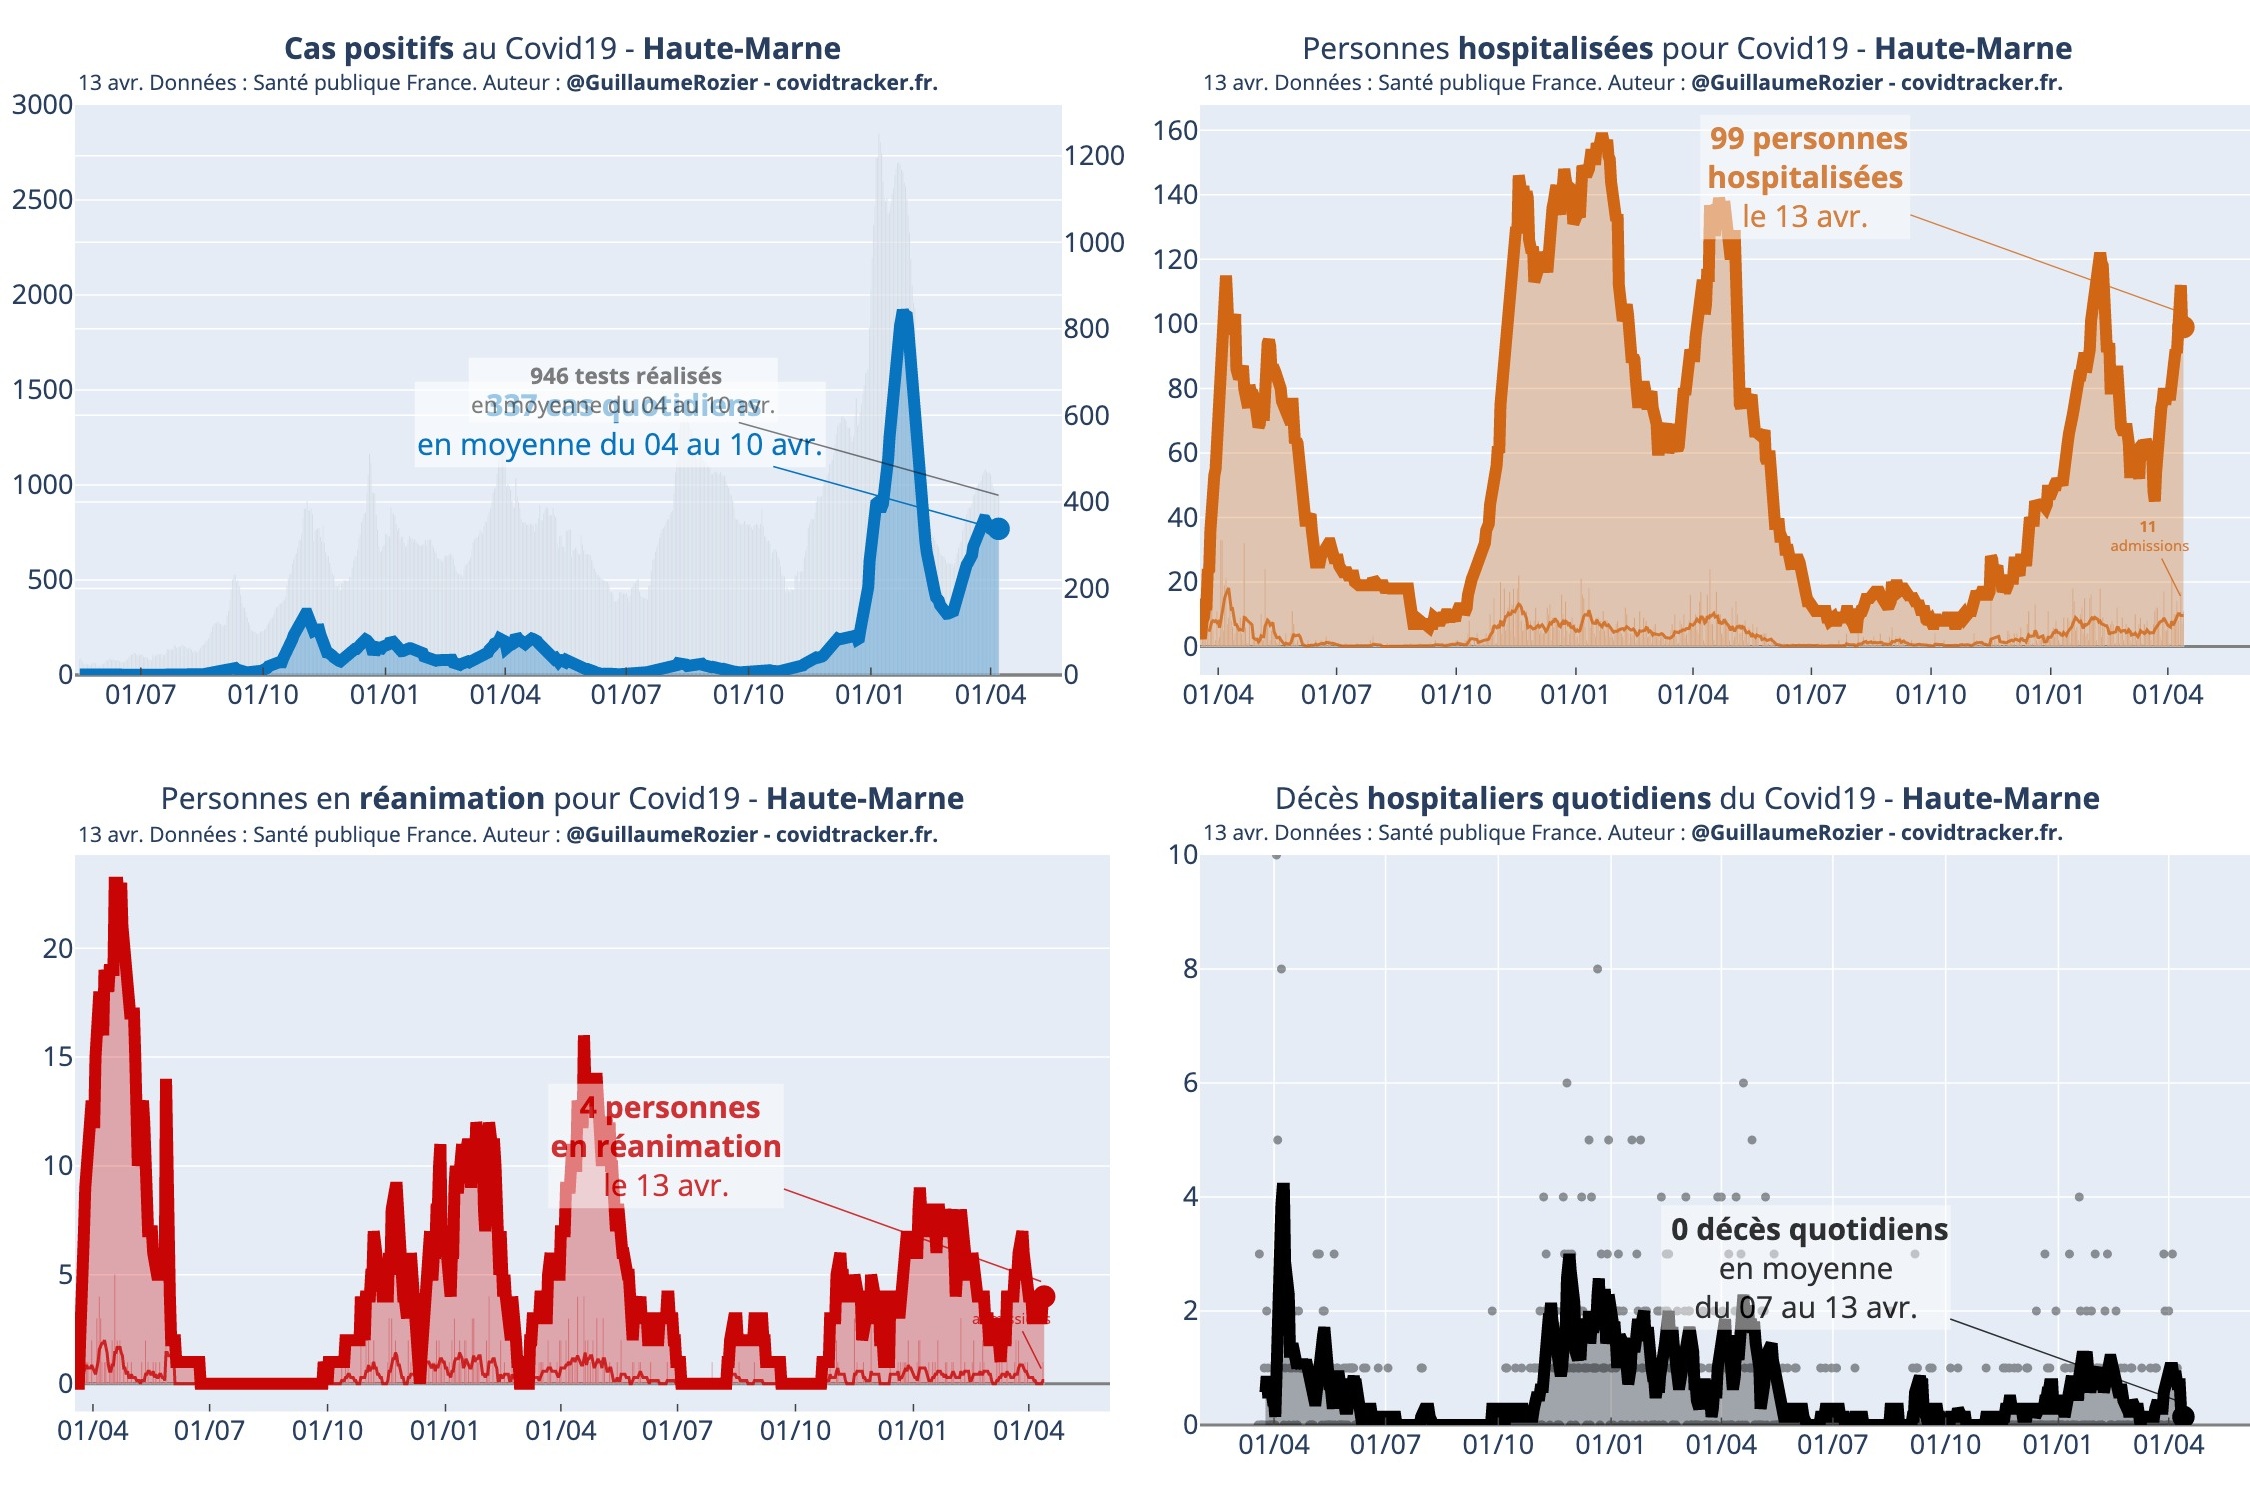 Cas positifs au Covid19 - Haute-Marne
13 avr. Données : Santé publique France. Auteur : @GuillaumeRozier - covidtracker.fr.
3000
2500
2000
1500
1000
500
0
1200
1000
800
600
400
200
0
946 tests réalisés
en moyenne du 04 au 10 avr.
337 cas quotidiens
en moyenne du 04 au 10 avr.
01/07 01/10 01/01 01/04 01/07 01/10 01/01 01/04
Personnes hospitalisées pour Covid19 - Haute-Marne
13 avr. Données : Santé publique France. Auteur : @GuillaumeRozier - covidtracker.fr.
160
140
120
100
80
60
40
20
0
99 personnes
hospitalisées
le 13 avr.
11
admissions
01/04 01/07 01/10 01/01 01/04 01/07 01/10 01/01 01/04
Personnes en réanimation pour Covid19 - Haute-Marne
13 avr. Données : Santé publique France. Auteur : @GuillaumeRozier - covidtracker.fr.
20
15
10
5
0
4 personnes
en réanimation
le 13 avr.
admissions
01/04 01/07 01/10 01/01 01/04 01/07 01/10 01/01 01/04
Décès hospitaliers quotidiens du Covid19 - Haute-Marne
13 avr. Données : Santé publique France. Auteur : @GuillaumeRozier - covidtracker.fr.
10
8
6
4
2
0
0 décès quotidiens
en moyenne
du 07 au 13 avr.
01/04 01/07 01/10 01/01 01/04 01/07 01/10 01/01 01/04